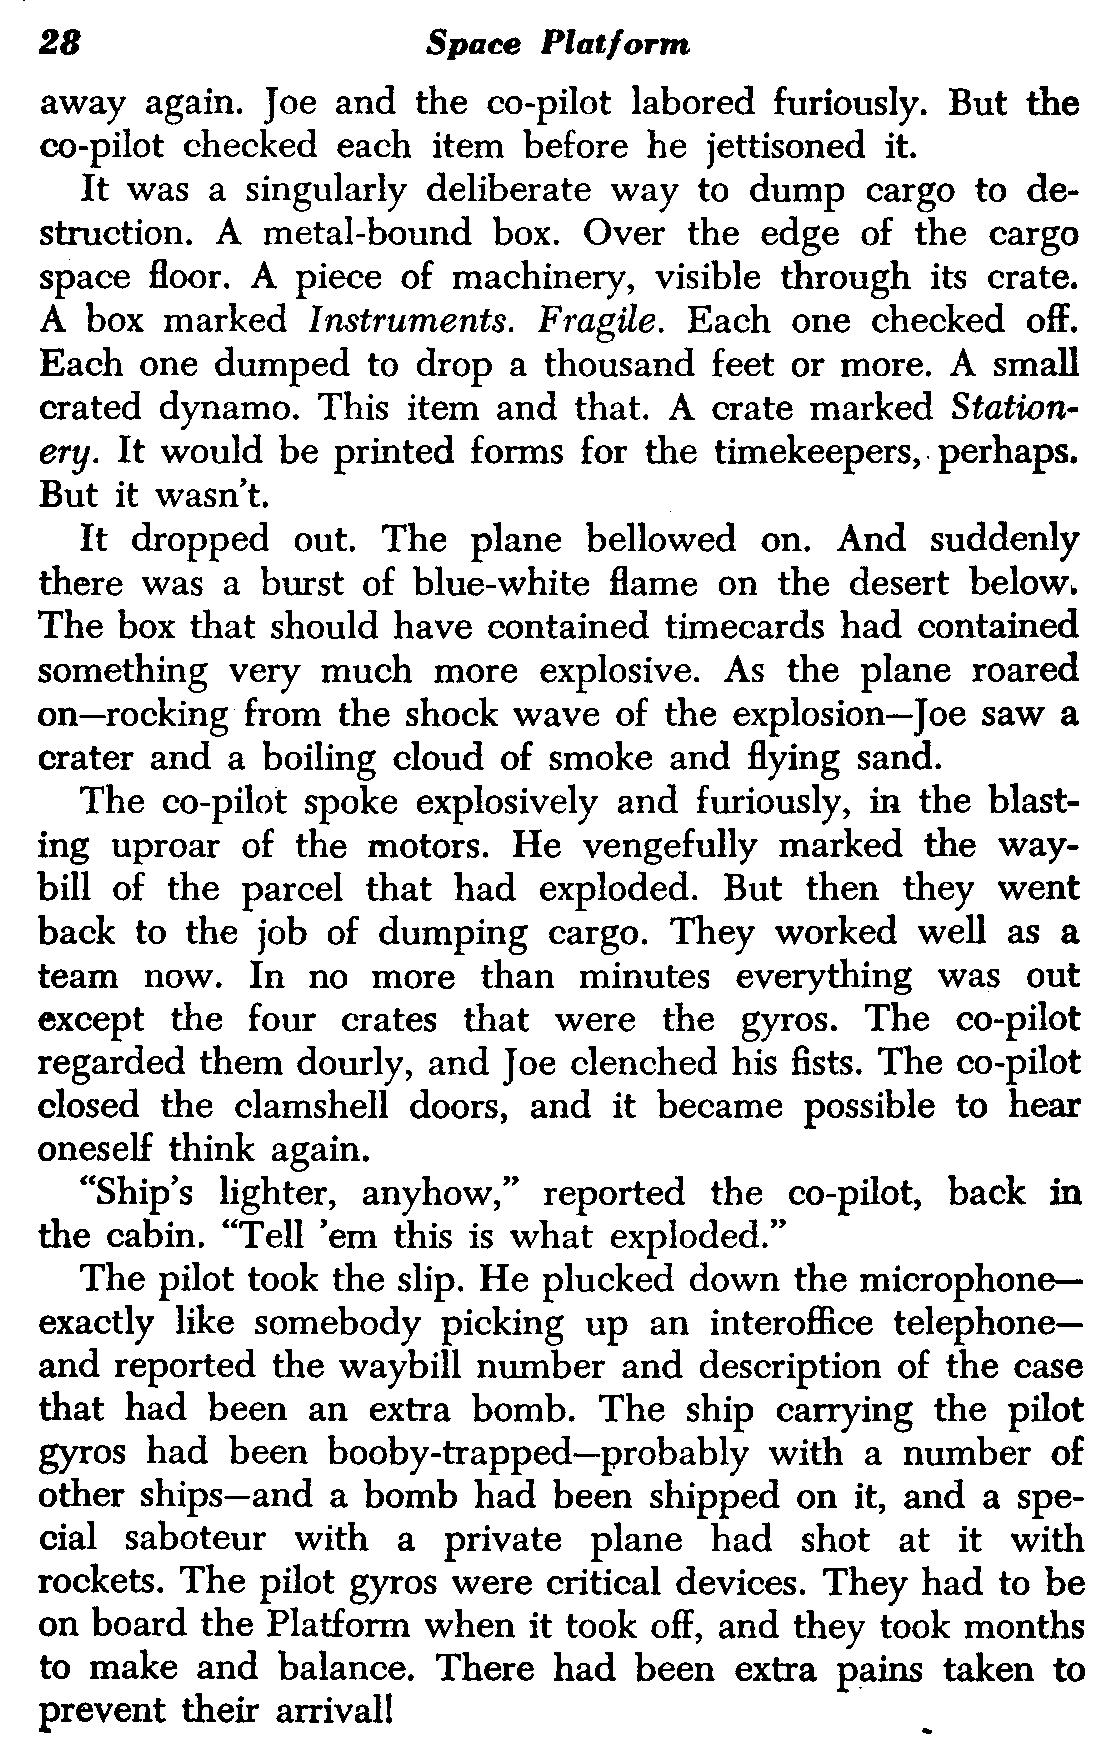 28 Space Platform
away again. Joe and the co-pilot labored furiously. But the
co-pilot checked each item before he jettisoned it.
It was a singularly deliberate way to dump cargo to de-
struction. A metal-bound box. Over the edge of the cargo
space floor. A piece of machinery, visible through its crate.
A box marked Instruments. Fragile. Each one checked off.
Each one dumped to drop a thousand feet or more. A small
crated dynamo. This item and that. A crate marked Station-
ery. It would be printed forms for the timekeepers, perhaps.
But it wasn't.
It dropped out. The plane bellowed on. And suddenly
there was a burst of blue-white flame on the desert below.
The box that should have contained timecards had contained
something very much more explosive. As the plane roared
on—rocking from the shock wave of the explosion—Joe saw a
crater and a boiling cloud of smoke and flying sand.
The co-pilot spoke explosively and furiously, in the blast-
ing uproar of the motors. He vengefully marked the way-
bill of the parcel that had exploded. But then they went
back to the job of dumping cargo. They worked well as a
team now. In no more than minutes everything was out
except the four crates that were the gyros. The co-pilot
regarded them dourly, and Joe clenched his fists. The co-pilot
closed the clamshell doors, and it became possible to hear
oneself think again.
“Ship's lighter, anyhow,” reported the co-pilot, back in
the cabin. “Tell 'em this is what exploded.”
The pilot took the slip. He plucked down the microphone—
exactly like somebody picking up an interoffice telephone—
and reported the waybill number and description of the case
that had been an extra bomb. The ship carrying the pilot
gyros had been booby-trapped—probably with a number of
other ships—and a bomb had been shipped on it, and a spe-
cial saboteur with a private plane had shot at it with
rockets. The pilot gyros were critical devices. They had to be
on board the Platform when it took off, and they took months
to make and balance. There had been extra pains taken to
prevent their arrival!